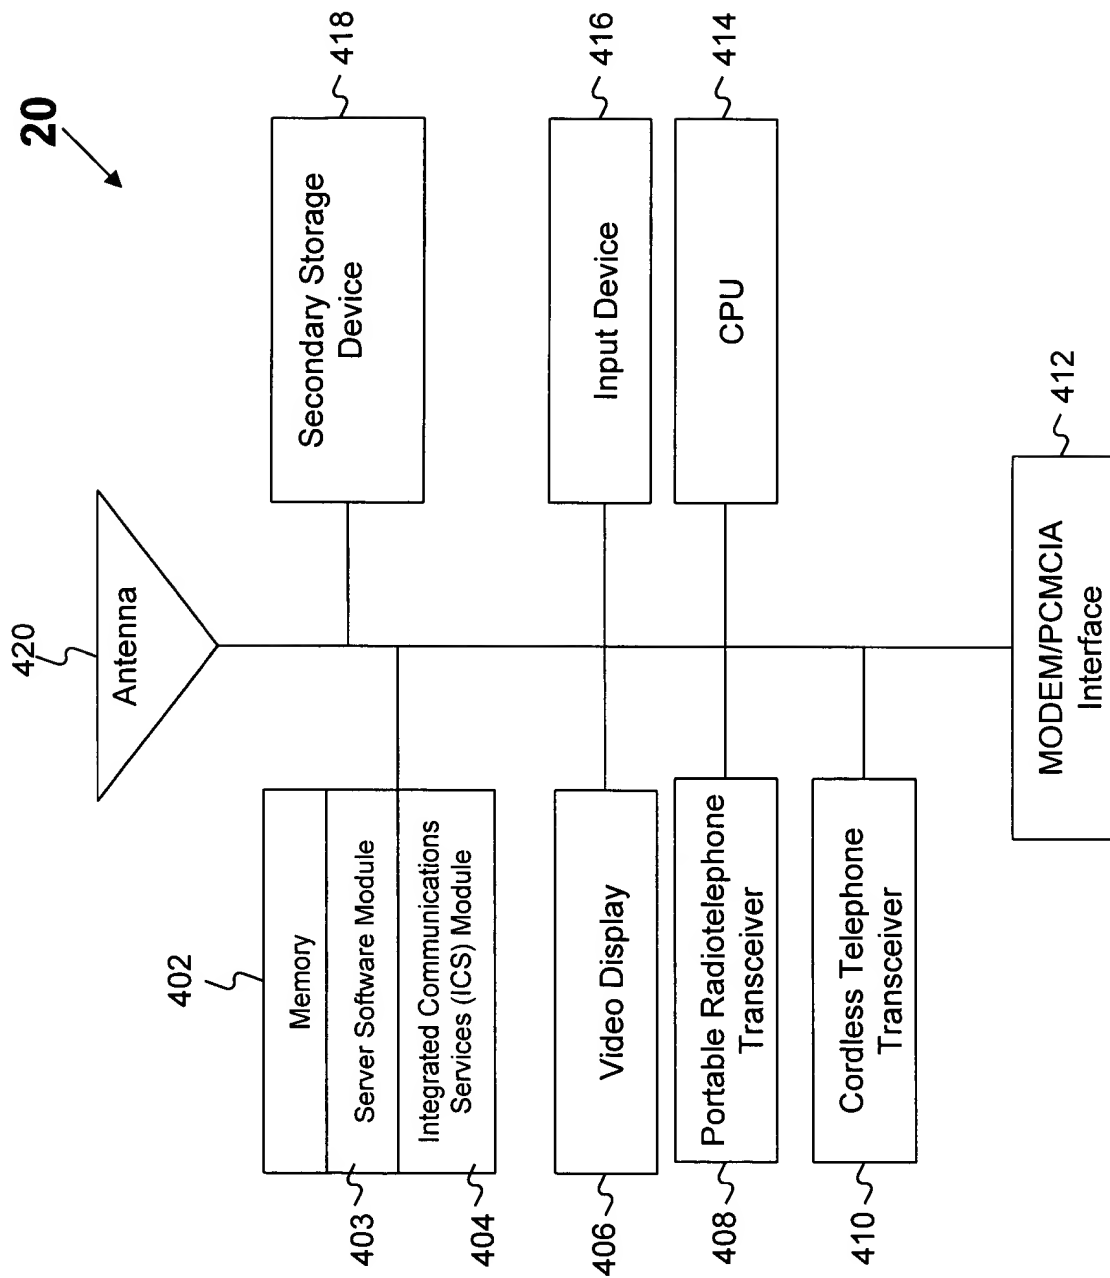 20
420
Antenna
402
Memory
Server Software Module
403
Integrated Communications
Services (ICS) Module
404
Secondary Storage
Device
418
Video Display
406
Input Device
416
Portable Radiotelephone
Transceiver
408
CPU
414
Cordless Telephone
Transceiver
410
MODEM/PCMCIA
Interface
412